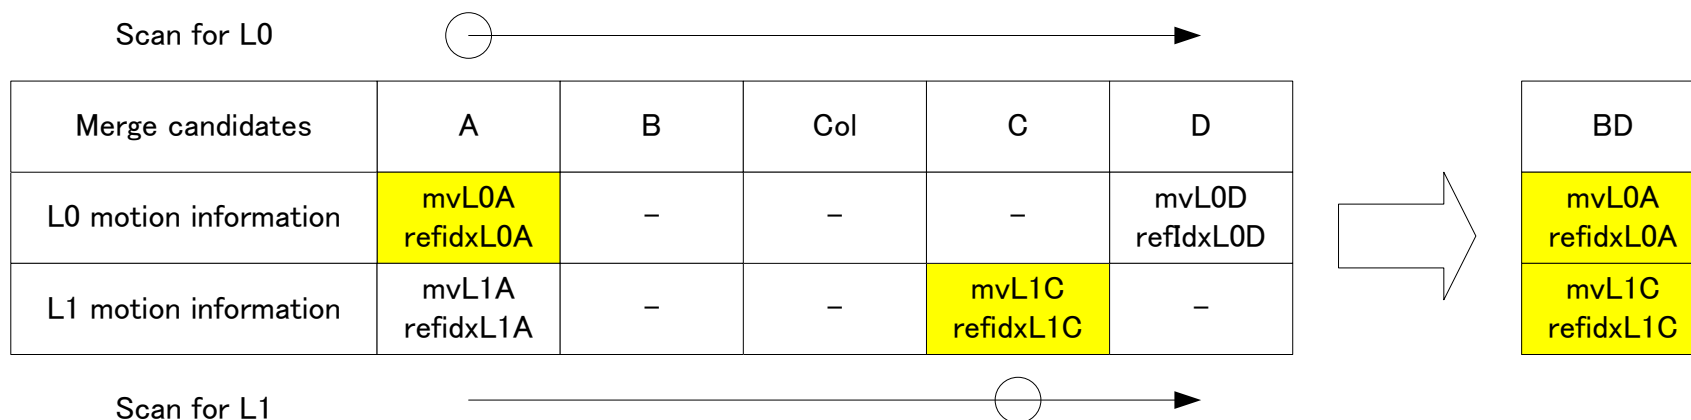 Scan for L0
Merge candidates A B Col C D BD
L0 motion information mvL0A refidxL0A - - - mvL0D refIdxL0D mvL0A refidxL0A
L1 motion information mvL1A refidxL1A - - mvL1C refidxL1C - mvL1C refidxL1C
Scan for L1